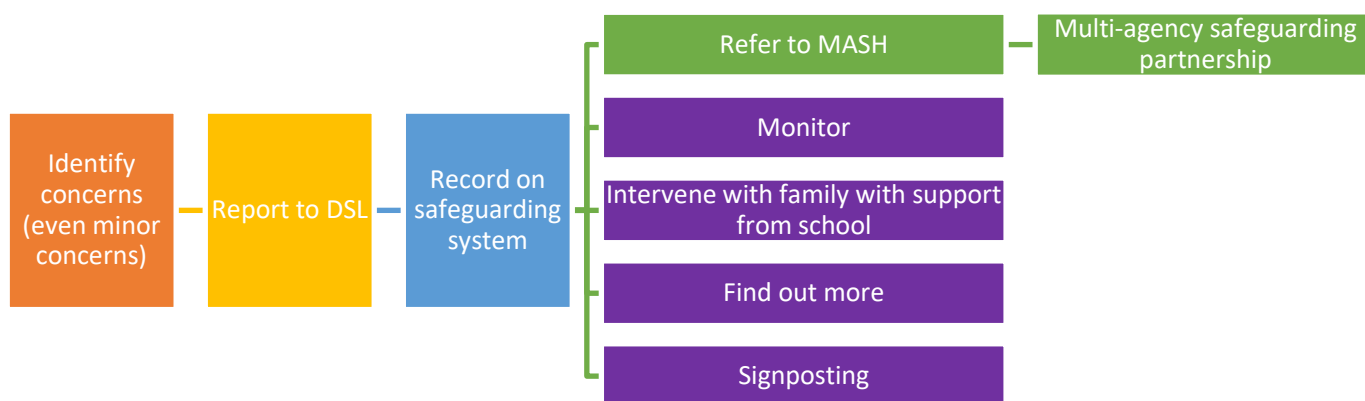 Identify
concerns
(even minor
concerns)
Report to DSL
Record on
safeguarding
system
Refer to MASH
Multi-agency safeguarding
partnership
Monitor
Intervene with family with support
from school
Find out more
Signposting